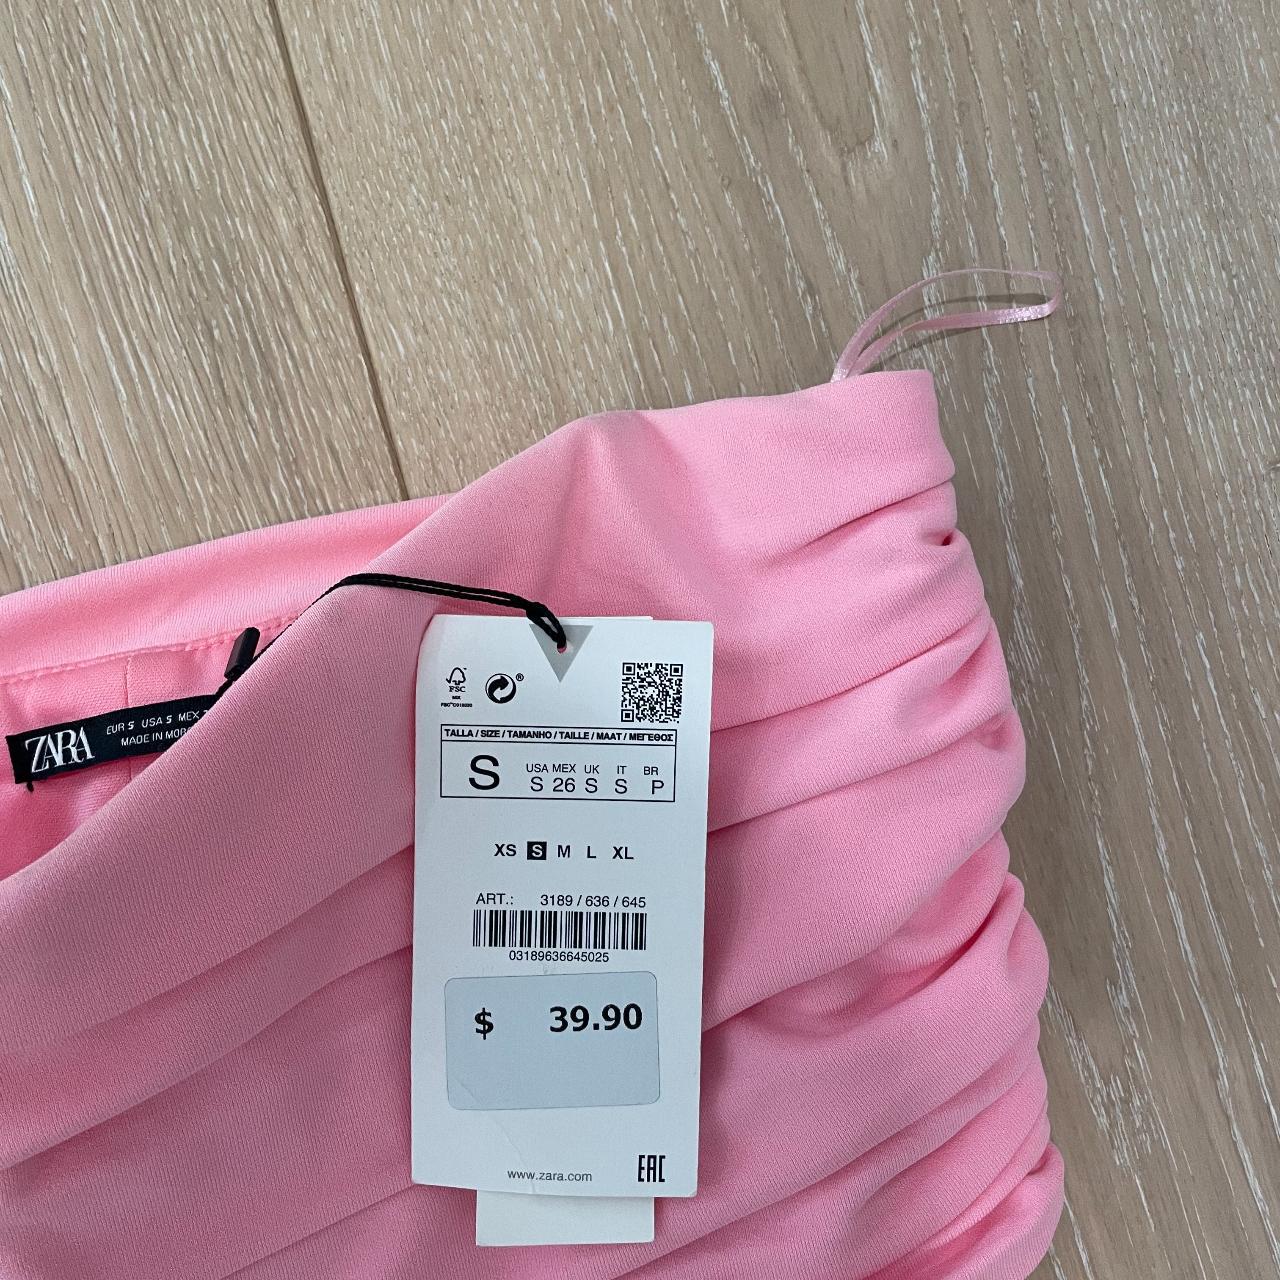 ZARA
EUR S USA S MEX
MADE IN
FSC
MIX
®
TALLA / SIZE / TAMANHO / TAILLE / MAAT / ΜΕΓΕΘΟΣ
S
USA MEX UK IT BR
S 26 S S P
XS S M L XL
ART.: 3189 / 636 / 645
03189636645025
$ 39.90
www.zara.com
EAC